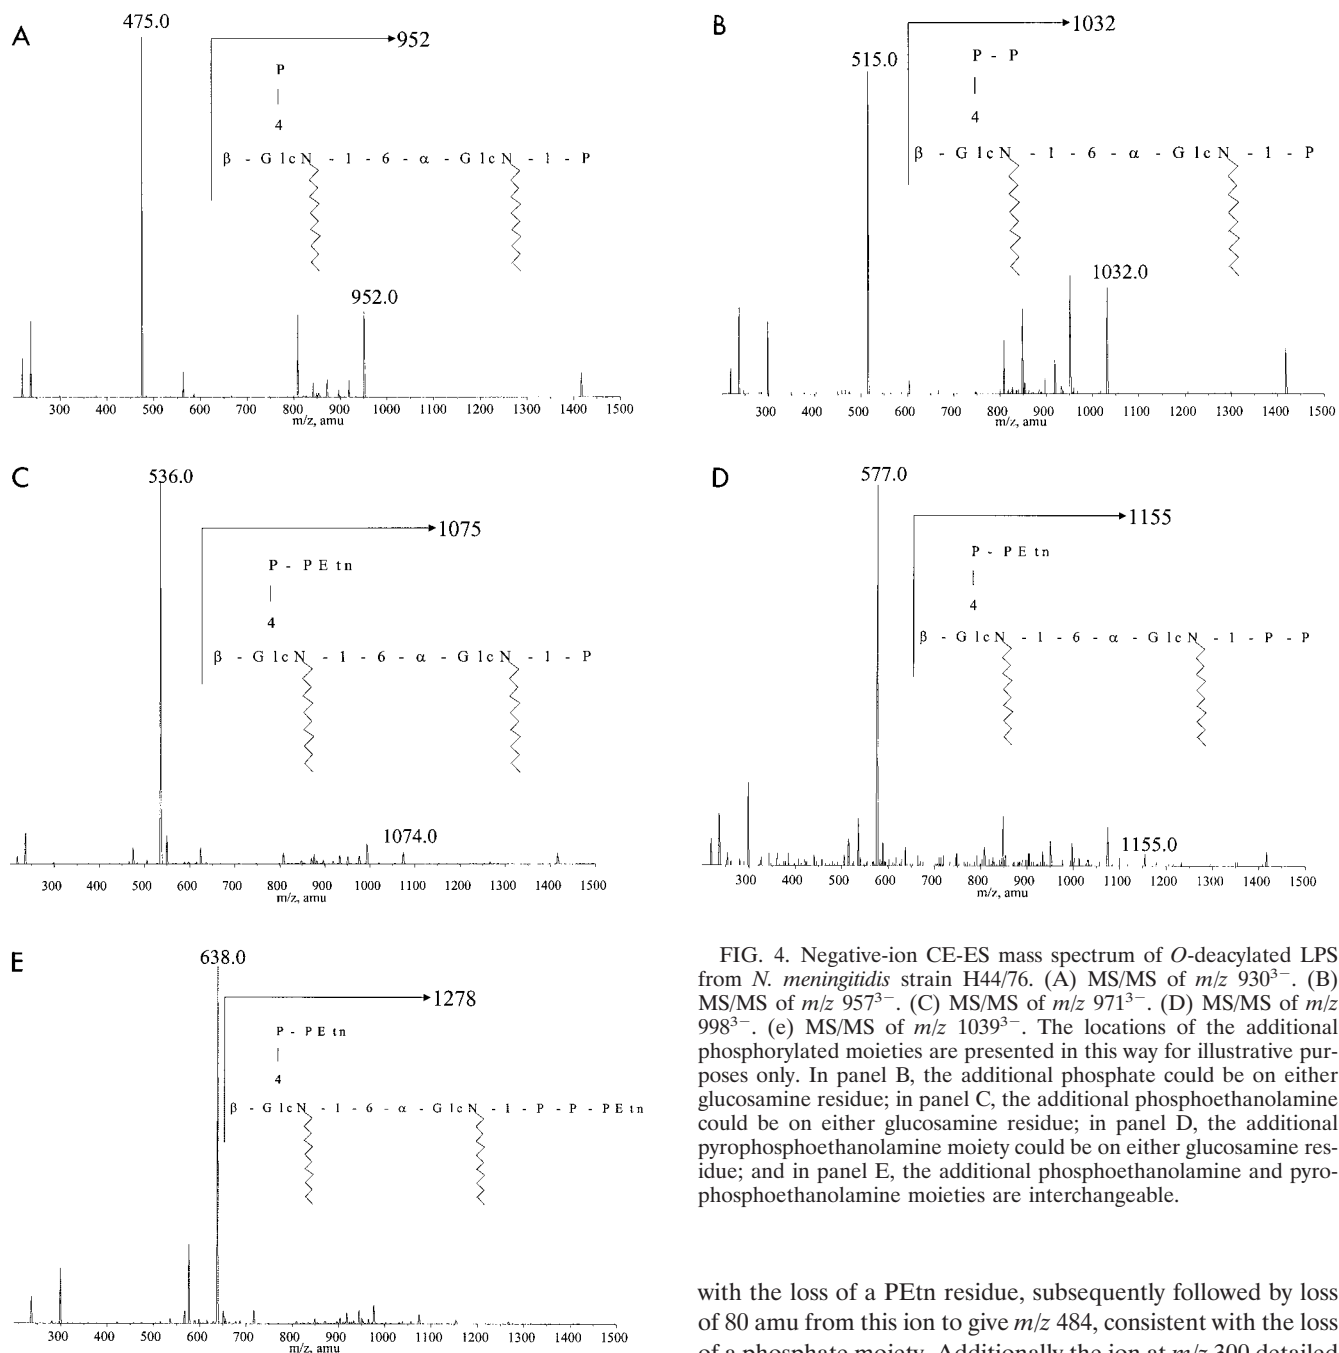 A
475.0
952
P
4
β - GlcN - 1 - 6 - α - GlcN - 1 - P
952.0
300 400 500 600 700 800 900 1000 1100 1200 1300 1400 1500
m/z, amu
B
1032
P - P
515.0
4
β - GlcN - 1 - 6 - α - GlcN - 1 - P
1032.0
300 400 500 600 700 800 900 1000 1100 1200 1300 1400 1500
m/z, amu
C
536.0
1075
P - PEtn
4
β - GlcN - 1 - 6 - α - GlcN - 1 - P
1074.0
200 300 400 500 600 700 800 900 1000 1100 1200 1300 1400 1500
m/z, amu
D
577.0
1155
P - PEtn
4
β - GlcN - 1 - 6 - α - GlcN - 1 - P - P
1155.0
300 400 500 600 700 800 900 1000 1100 1200 1300 1400 1500
m/z, amu
E
638.0
1278
P - PEtn
4
β - GlcN - 1 - 6 - α - GlcN - 1 - P - P - PEtn
300 400 500 600 700 800 900 1000 1100 1200 1300 1400 1500
m/z, amu
FIG. 4. Negative-ion CE-ES mass spectrum of O-deacylated LPS
from N. meningitidis strain H44/76. (A) MS/MS of m/z 930³⁻. (B)
MS/MS of m/z 957³⁻. (C) MS/MS of m/z 971³⁻. (D) MS/MS of m/z
998³⁻. (e) MS/MS of m/z 1039³⁻. The locations of the additional
phosphorylated moieties are presented in this way for illustrative pur-
poses only. In panel B, the additional phosphate could be on either
glucosamine residue; in panel C, the additional phosphoethanolamine
could be on either glucosamine residue; in panel D, the additional
pyrophosphoethanolamine moiety could be on either glucosamine res-
idue; and in panel E, the additional phosphoethanolamine and pyro-
phosphoethanolamine moieties are interchangeable.
with the loss of a PEtn residue, subsequently followed by loss
of 80 amu from this ion to give m/z 484, consistent with the loss
of a phosphate moiety. Additionally the ion at m/z 300 detailed